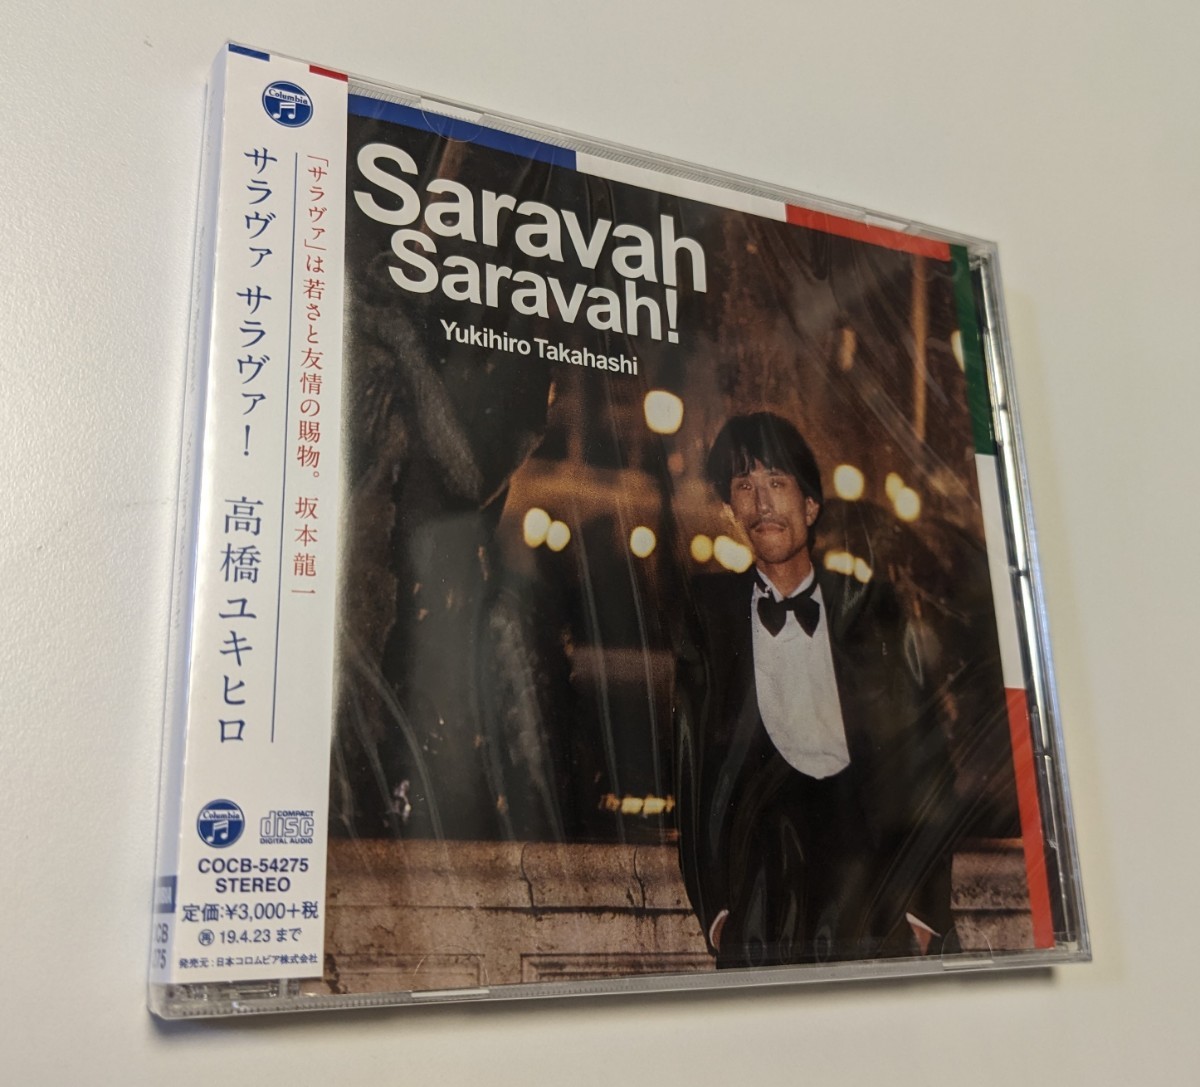 Columbia
「サラヴァ」は若さと友情の賜物。 坂本龍一
サラヴァ サラヴァ! 高橋ユキヒロ
Columbia
COMPACT
disc
DIGITAL AUDIO
COCB-54275
STEREO
定価:¥3,000+税
再 19.4.23 まで
発売元:日本コロムビア株式会社
Saravah
Saravah!
Yukihiro Takahashi